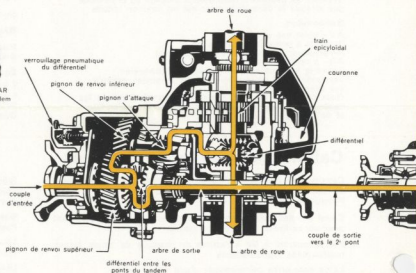 arbre de roue
train
épicyloïdal
verrouillage pneumatique
du différentiel
couronne
pignon de renvoi inférieur
pignon d'attaque
AR
différentiel
couple
d'entrée
couple de sortie
vers le 2e pont
pignon de renvoi supérieur
arbre de sortie
arbre de roue
différentiel entre les
ponts du tandem